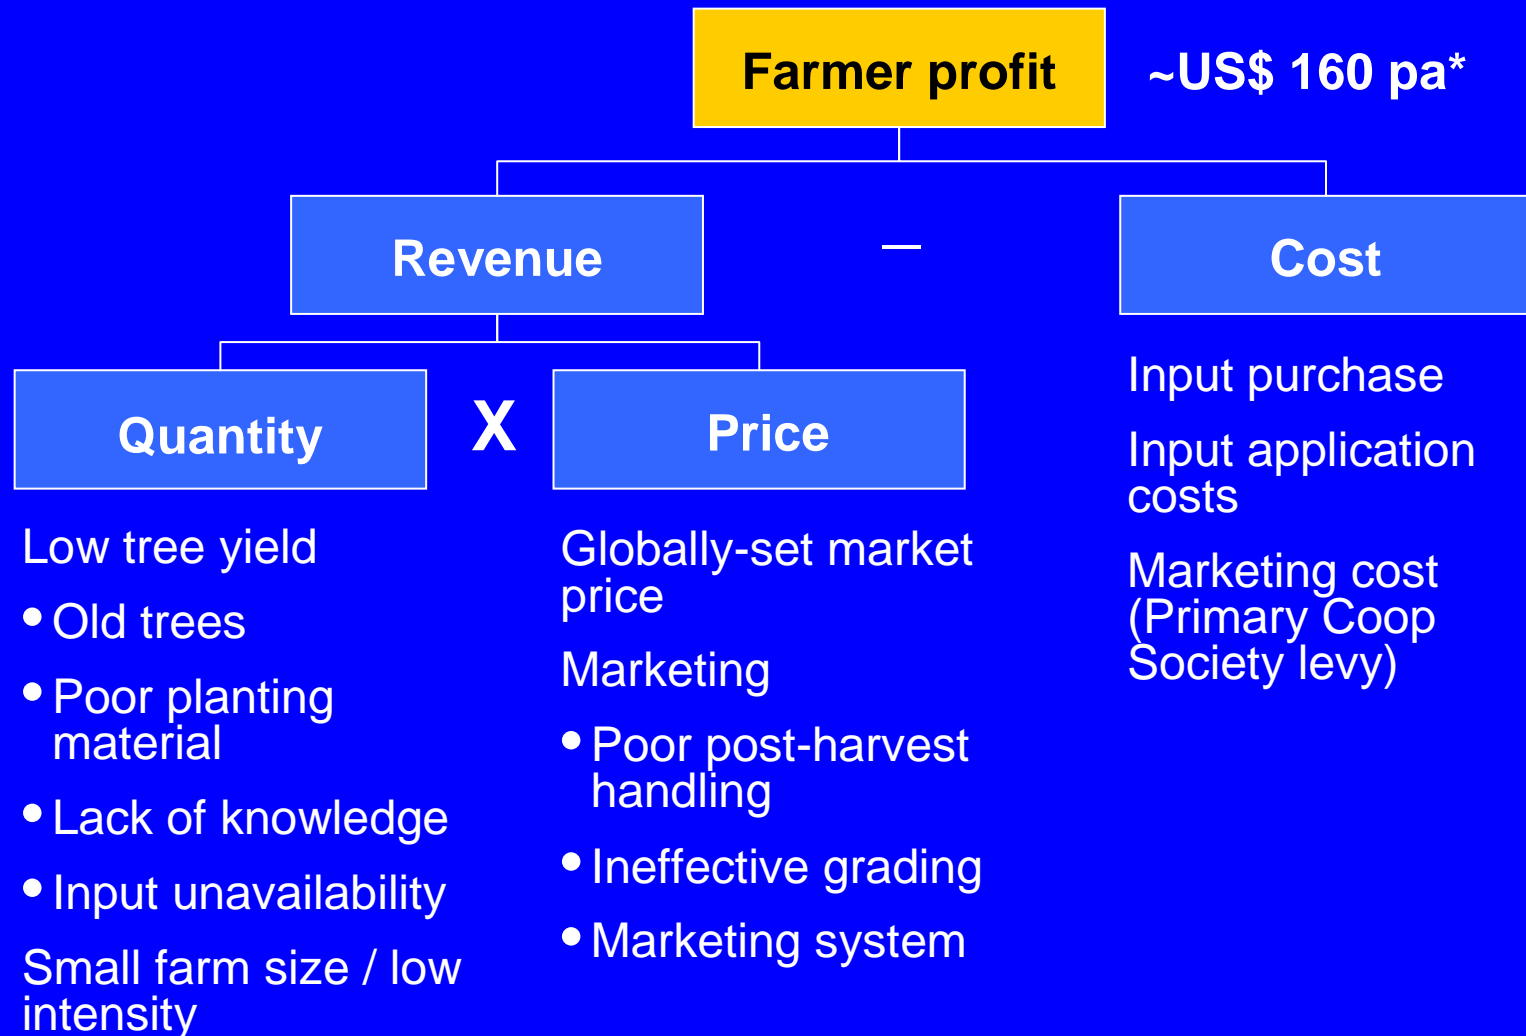 Farmer profit
~US$ 160 pa*
Revenue
–
Cost
Quantity
X
Price
Low tree yield
• Old trees
• Poor planting
material
• Lack of knowledge
• Input unavailability
Small farm size / low
intensity
Globally-set market
price
Marketing
• Poor post-harvest
handling
• Ineffective grading
• Marketing system
Input purchase
Input application
costs
Marketing cost
(Primary Coop
Society levy)